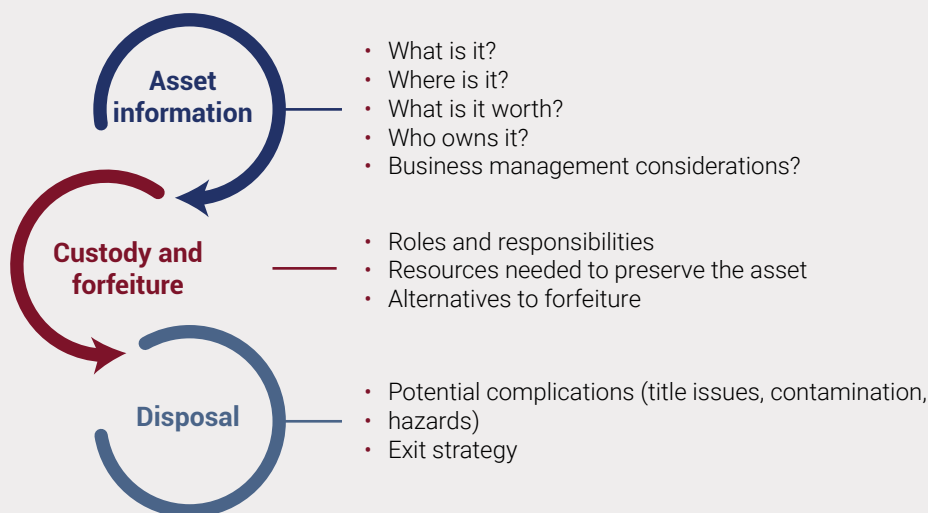 Asset
information
• What is it?
• Where is it?
• What is it worth?
• Who owns it?
• Business management considerations?
Custody and
forfeiture
• Roles and responsibilities
• Resources needed to preserve the asset
• Alternatives to forfeiture
Disposal
• Potential complications (title issues, contamination,
• hazards)
• Exit strategy